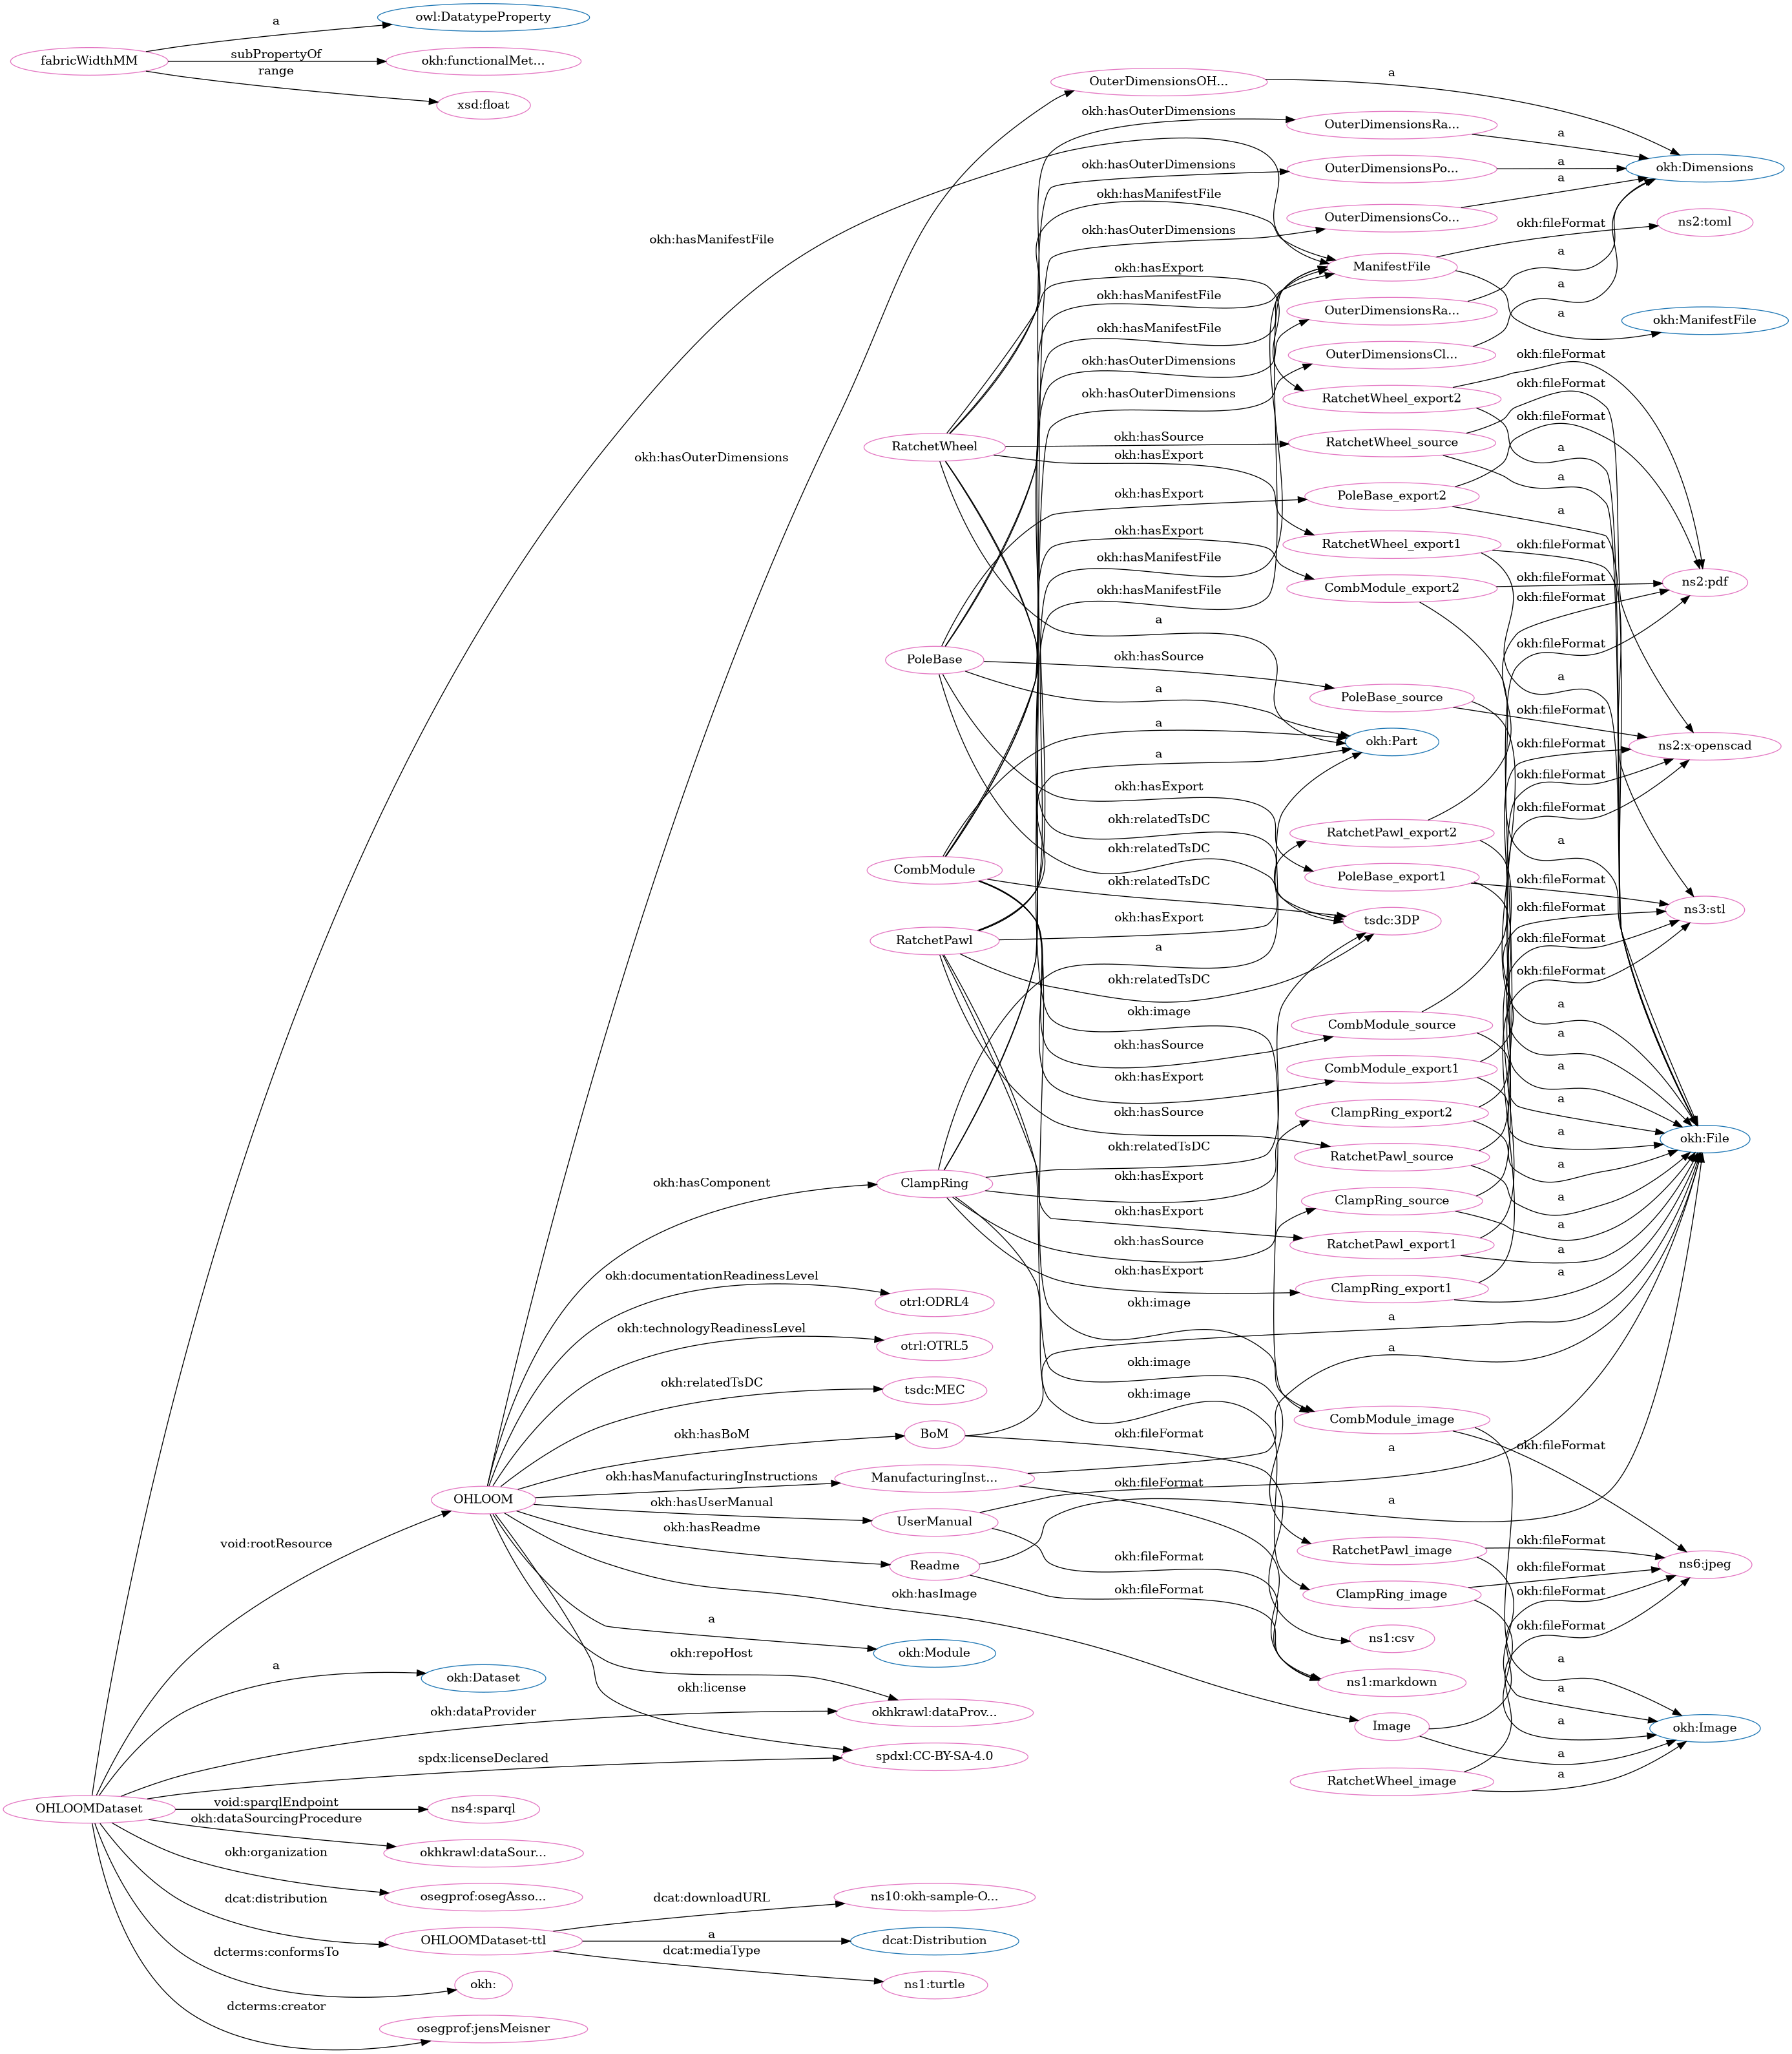 a
owl:DatatypeProperty
fabricWidthMM
subPropertyOf
okh:functionalMet...
range
xsd:float
OuterDimensionsOH...
a
okh:hasOuterDimensions
OuterDimensionsRa...
a
okh:hasOuterDimensions
OuterDimensionsPo...
a
okh:Dimensions
okh:hasManifestFile
a
OuterDimensionsCo...
okh:hasOuterDimensions
okh:fileFormat
ns2:toml
okh:hasManifestFile
a
okh:hasExport
ManifestFile
a
okh:hasManifestFile
OuterDimensionsRa...
a
okh:ManifestFile
okh:hasManifestFile
OuterDimensionsCl...
okh:fileFormat
okh:hasOuterDimensions
okh:fileFormat
okh:hasOuterDimensions
RatchetWheel_export2
okh:fileFormat
RatchetWheel
okh:hasSource
RatchetWheel_source
a
okh:hasOuterDimensions
okh:hasExport
a
okh:hasExport
PoleBase_export2
a
okh:hasExport
RatchetWheel_export1
okh:fileFormat
okh:hasManifestFile
okh:fileFormat
ns2:pdf
okh:hasManifestFile
CombModule_export2
okh:fileFormat
a
okh:fileFormat
PoleBase
okh:hasSource
a
a
PoleBase_source
okh:fileFormat
a
okh:Part
okh:fileFormat
ns2:x-openscad
a
okh:fileFormat
okh:hasExport
okh:fileFormat
okh:relatedTsDC
RatchetPawl_export2
a
okh:relatedTsDC
CombModule
okh:relatedTsDC
PoleBase_export1
okh:fileFormat
okh:hasExport
tsdc:3DP
okh:fileFormat
ns3:stl
RatchetPawl
a
okh:fileFormat
okh:relatedTsDC
okh:fileFormat
okh:image
a
okh:hasSource
CombModule_source
a
okh:hasExport
CombModule_export1
a
okh:hasSource
ClampRing_export2
a
okh:relatedTsDC
RatchetPawl_source
a
okh:File
okh:hasComponent
ClampRing
okh:hasExport
ClampRing_source
a
okh:hasExport
a
okh:hasSource
RatchetPawl_export1
a
okh:documentationReadinessLevel
okh:hasExport
ClampRing_export1
a
otrl:ODRL4
okh:image
a
okh:technologyReadinessLevel
otrl:OTRL5
okh:image
a
okh:relatedTsDC
tsdc:MEC
okh:image
okh:hasBoM
BoM
okh:fileFormat
CombModule_image
okh:fileFormat
a
okh:hasManufacturingInstructions
ManufacturingInst...
okh:fileFormat
OHLOOM
okh:hasUserManual
UserManual
a
void:rootResource
okh:hasReadme
Readme
okh:fileFormat
RatchetPawl_image
okh:fileFormat
ns6:jpeg
okh:hasImage
okh:fileFormat
ClampRing_image
okh:fileFormat
okh:fileFormat
a
okh:Module
ns1:csv
okh:fileFormat
a
okh:Dataset
okh:repoHost
ns1:markdown
a
okh:license
a
okh:dataProvider
okhkrawl:dataProv...
Image
a
okh:Image
spdx:licenseDeclared
spdxl:CC-BY-SA-4.0
a
RatchetWheel_image
a
OHLOOMDataset
void:sparqlEndpoint
ns4:sparql
okh:dataSourcingProcedure
okhkrawl:dataSour...
okh:organization
osegprof:osegAsso...
dcat:distribution
dcat:downloadURL
ns10:okh-sample-O...
OHLOOMDataset-ttl
a
dcat:Distribution
dcterms:conformsTo
dcat:mediaType
okh:
ns1:turtle
dcterms:creator
osegprof:jensMeisner